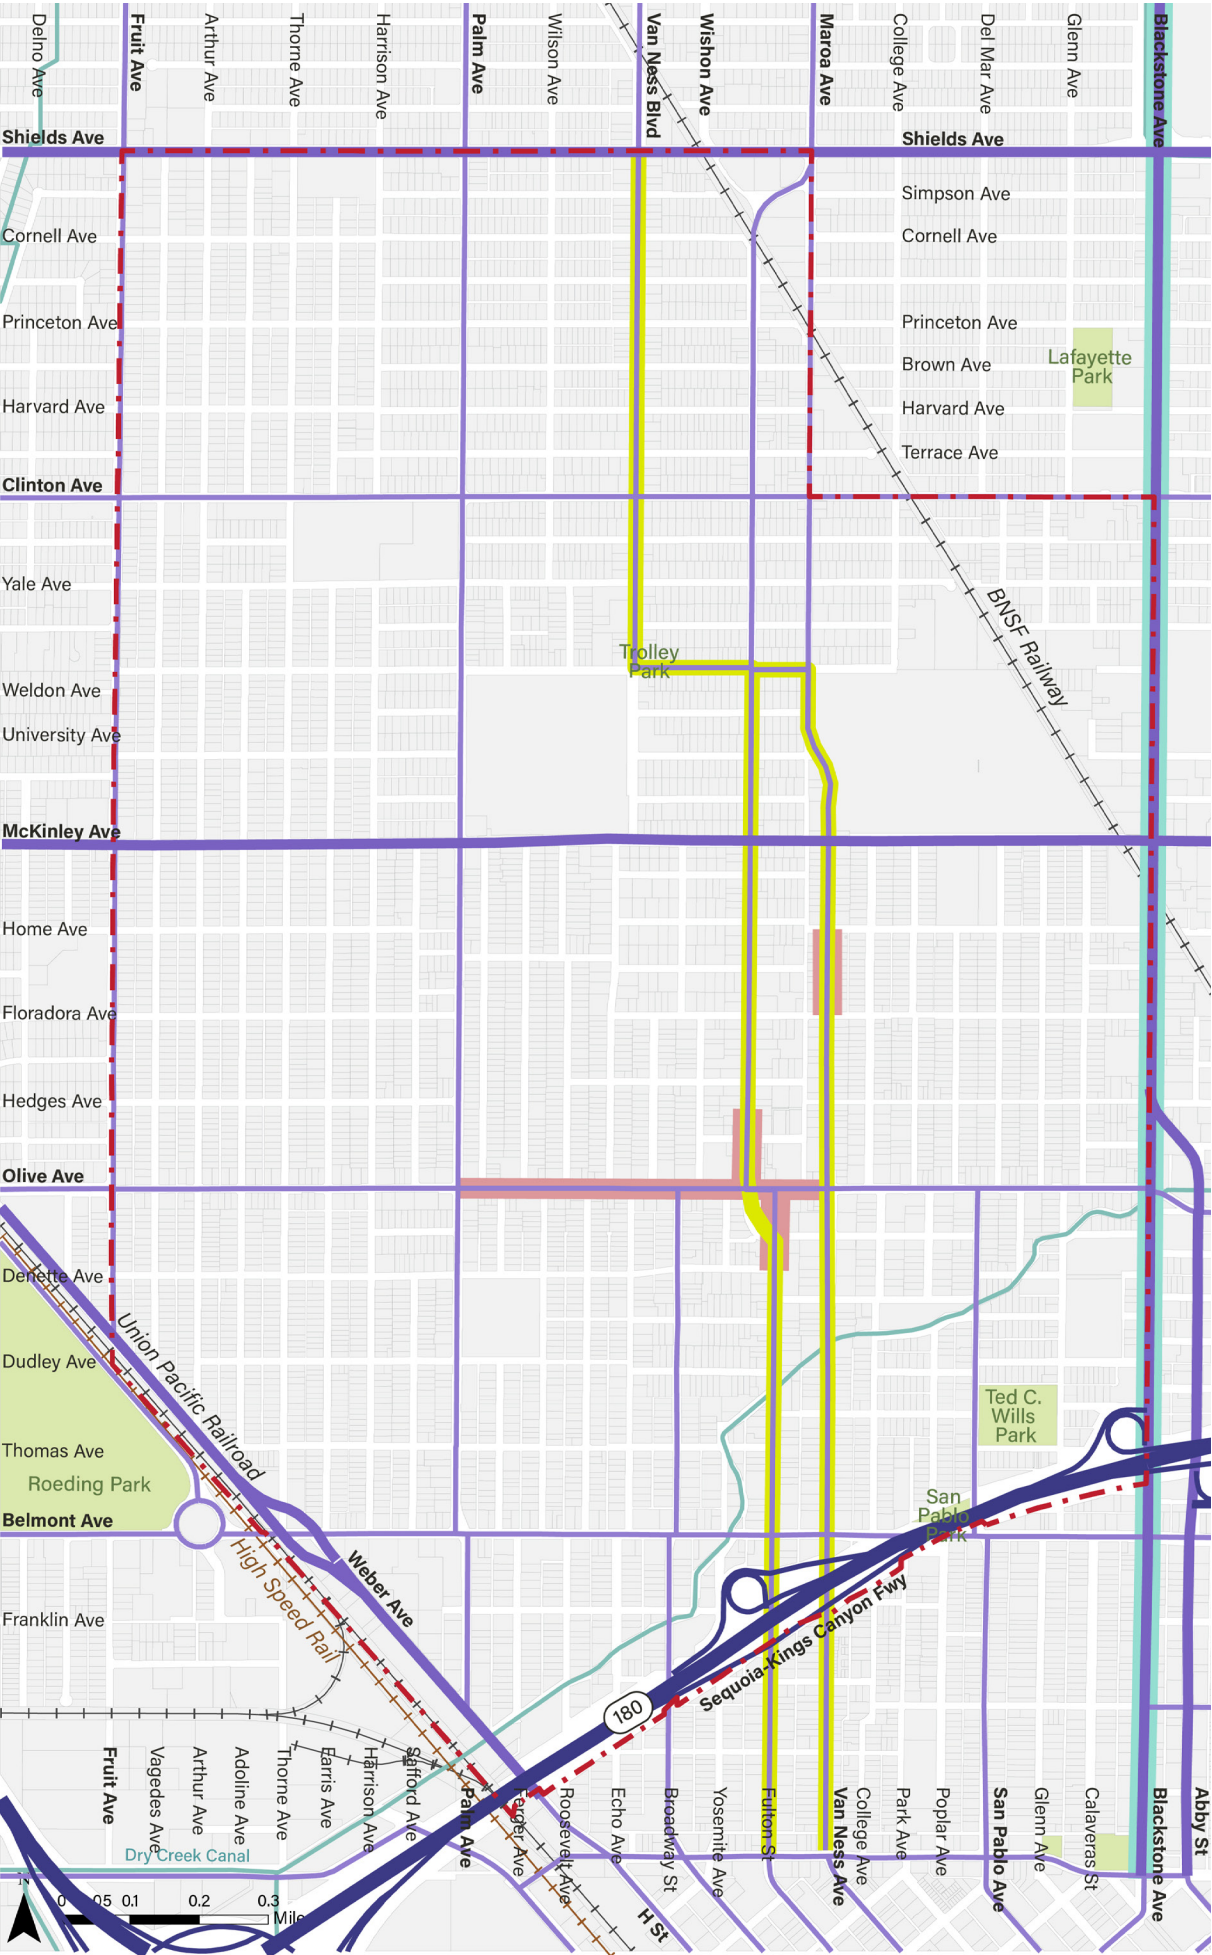 Delno Ave
Fruit Ave
Arthur Ave
Thorne Ave
Harrison Ave
Palm Ave
Wilson Ave
Van Ness Blvd
Wishon Ave
Maroa Ave
College Ave
Del Mar Ave
Glenn Ave
Blackstone Ave
Shields Ave
Shields Ave
Simpson Ave
Cornell Ave
Cornell Ave
Princeton Ave
Princeton Ave
Lafayette
Park
Brown Ave
Harvard Ave
Harvard Ave
Terrace Ave
Clinton Ave
Yale Ave
BNSF Railway
Trolley
Park
Weldon Ave
University Ave
McKinley Ave
Home Ave
Floradora Ave
Hedges Ave
Olive Ave
Denette Ave
Union Pacific Railroad
Dudley Ave
Ted C.
Wills
Park
Thomas Ave
Roeding Park
San
Pablo
Park
Belmont Ave
High Speed Rail
Weber Ave
Franklin Ave
Sequoia-Kings Canyon Fwy
180
Fruit Ave
Vagedes Ave
Arthur Ave
Adoline Ave
Thorne Ave
Farris Ave
Harrison Ave
Safford Ave
Palm Ave
Ferger Ave
Roosevelt Ave
Echo Ave
Broadway St
Yosemite Ave
Fulton St
Van Ness Ave
College Ave
Park Ave
Poplar Ave
San Pablo Ave
Glenn Ave
Calaveras St
Blackstone Ave
Abby St
Dry Creek Canal
H St
N
0 .05 0.1 0.2 0.3
Mile